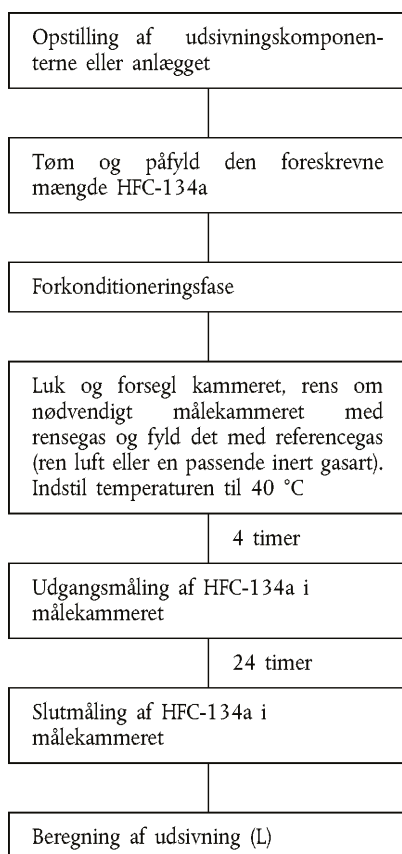 Opstilling af udsivningskomponen-
terne eller anlægget
Tøm og påfyld den foreskrevne
mængde HFC-134a
Forkonditioneringsfase
Luk og forsegl kammeret, rens om
nødvendigt målekammeret med
rensegas og fyld det med referencegas
(ren luft eller en passende inert gasart).
Indstil temperaturen til 40 °C
4 timer
Udgangsmåling af HFC-134a i
målekammeret
24 timer
Slutmåling af HFC-134a i
målekammeret
Beregning af udsivning (L)